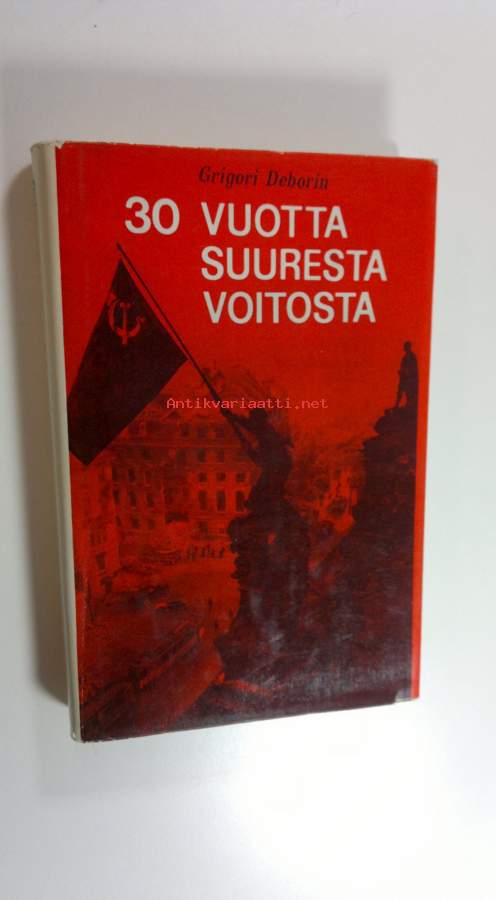 Grigori Deborin
30 VUOTTA
SUURESTA
VOITOSTA
Antikvariaatti.net